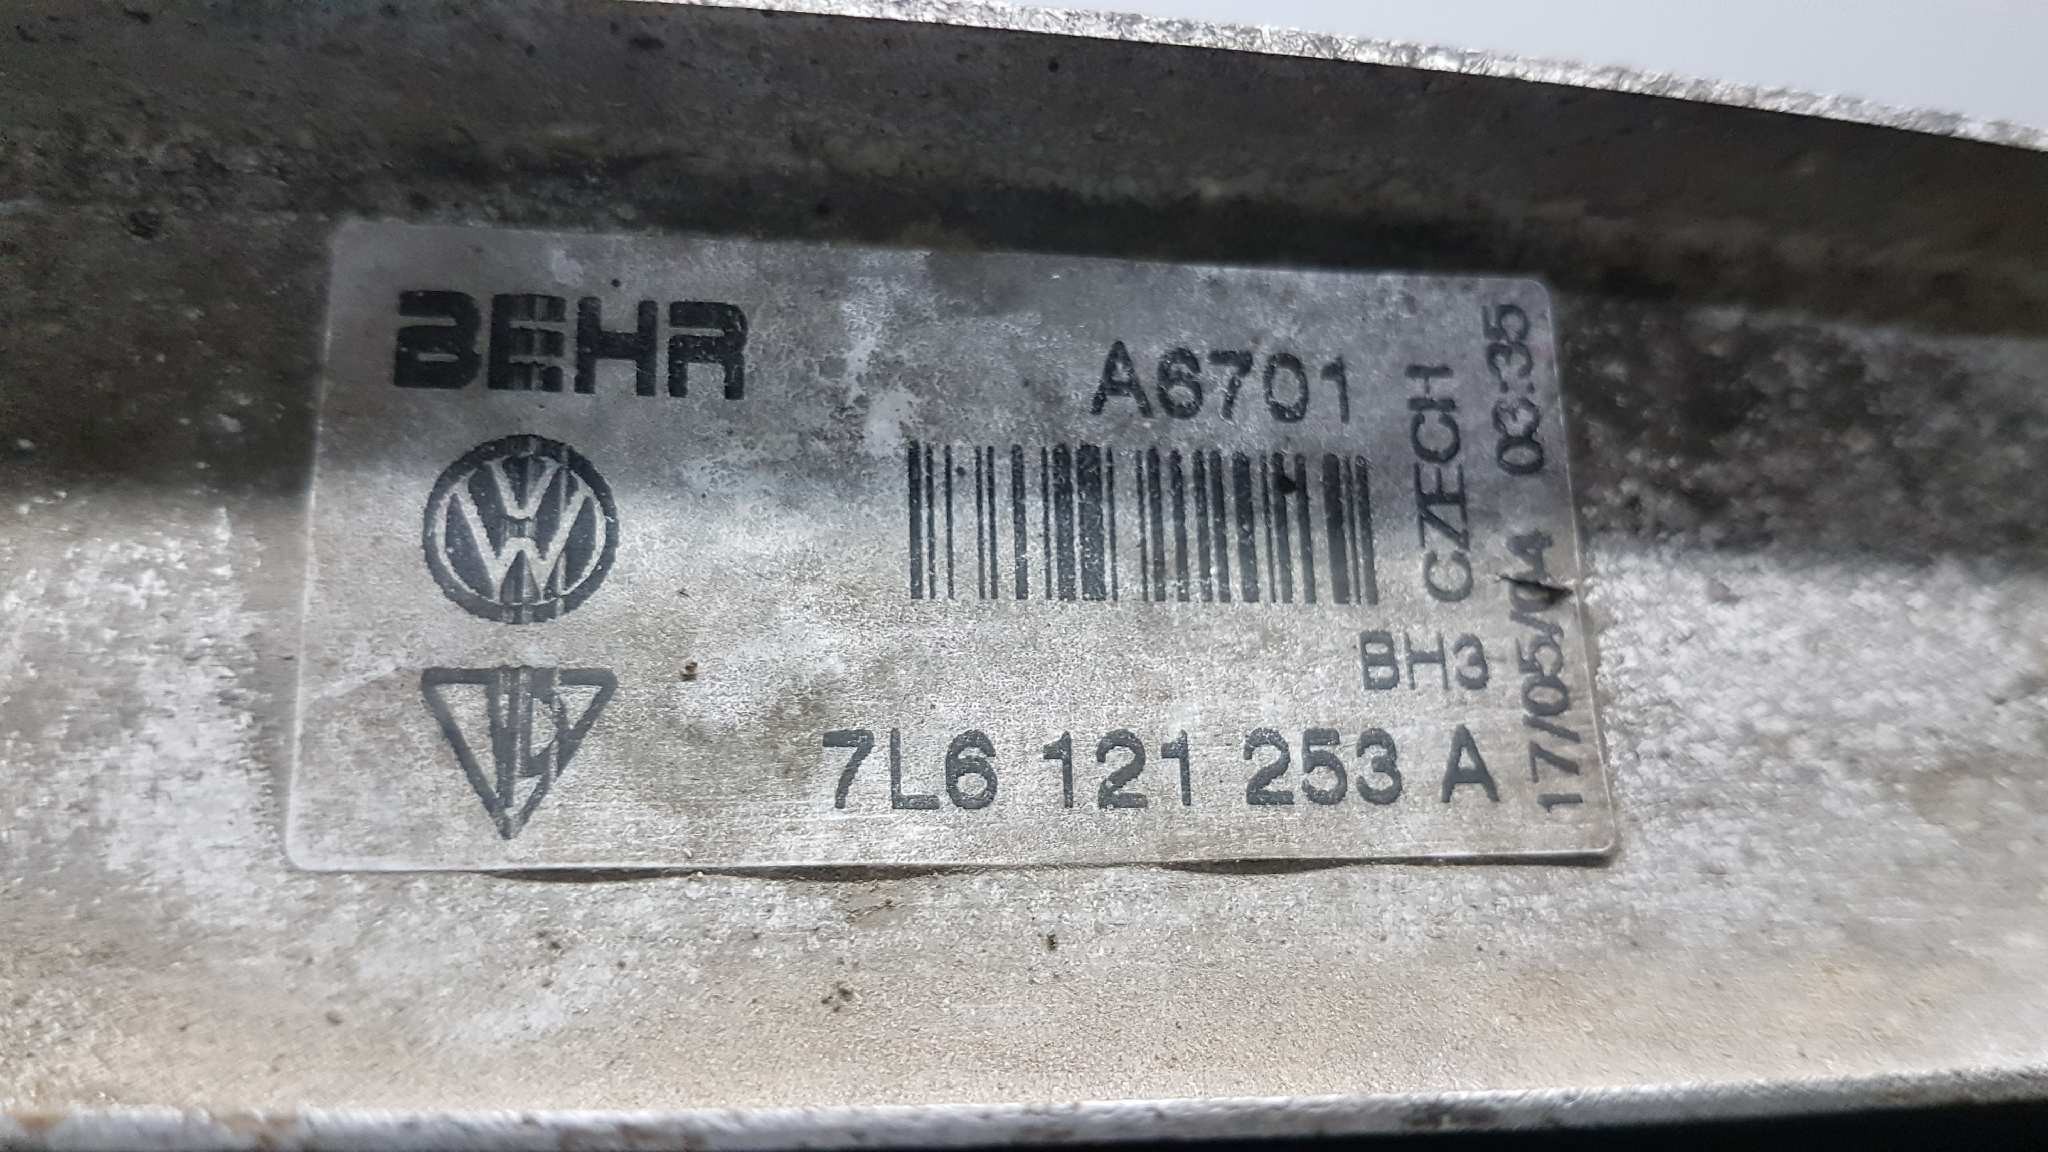 BEHR
A6701
CZECH
17/05/04 03:35
BH3
7L6 121 253 A